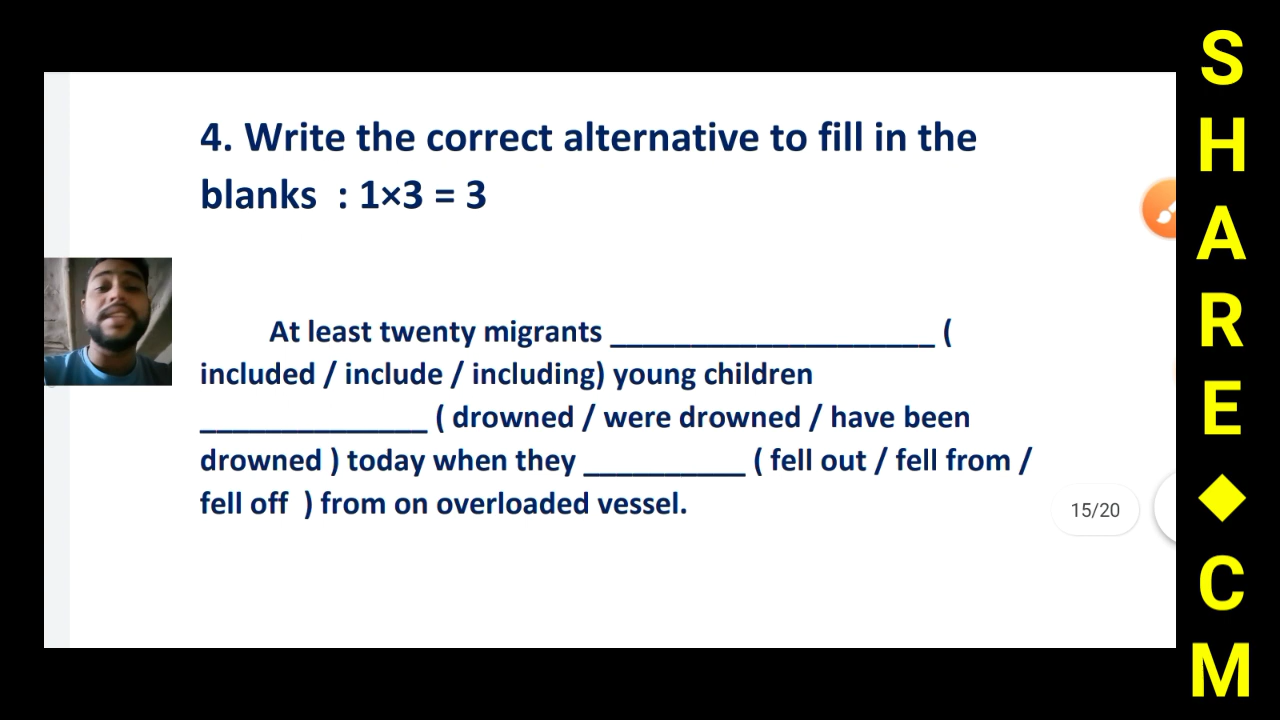 4. Write the correct alternative to fill in the
blanks : 1×3 = 3
At least twenty migrants ____________________ (
included / include / including) young children
______________ ( drowned / were drowned / have been
drowned ) today when they __________ ( fell out / fell from /
fell off ) from on overloaded vessel.
15/20
SHARE◆CM